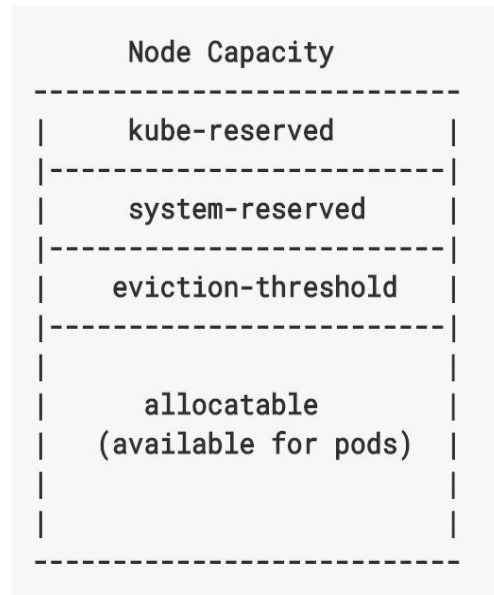 Node Capacity
---------------------------
| kube-reserved |
|-------------------------|
| system-reserved |
|-------------------------|
| eviction-threshold |
|-------------------------|
| |
| allocatable |
| (available for pods) |
| |
| |
---------------------------